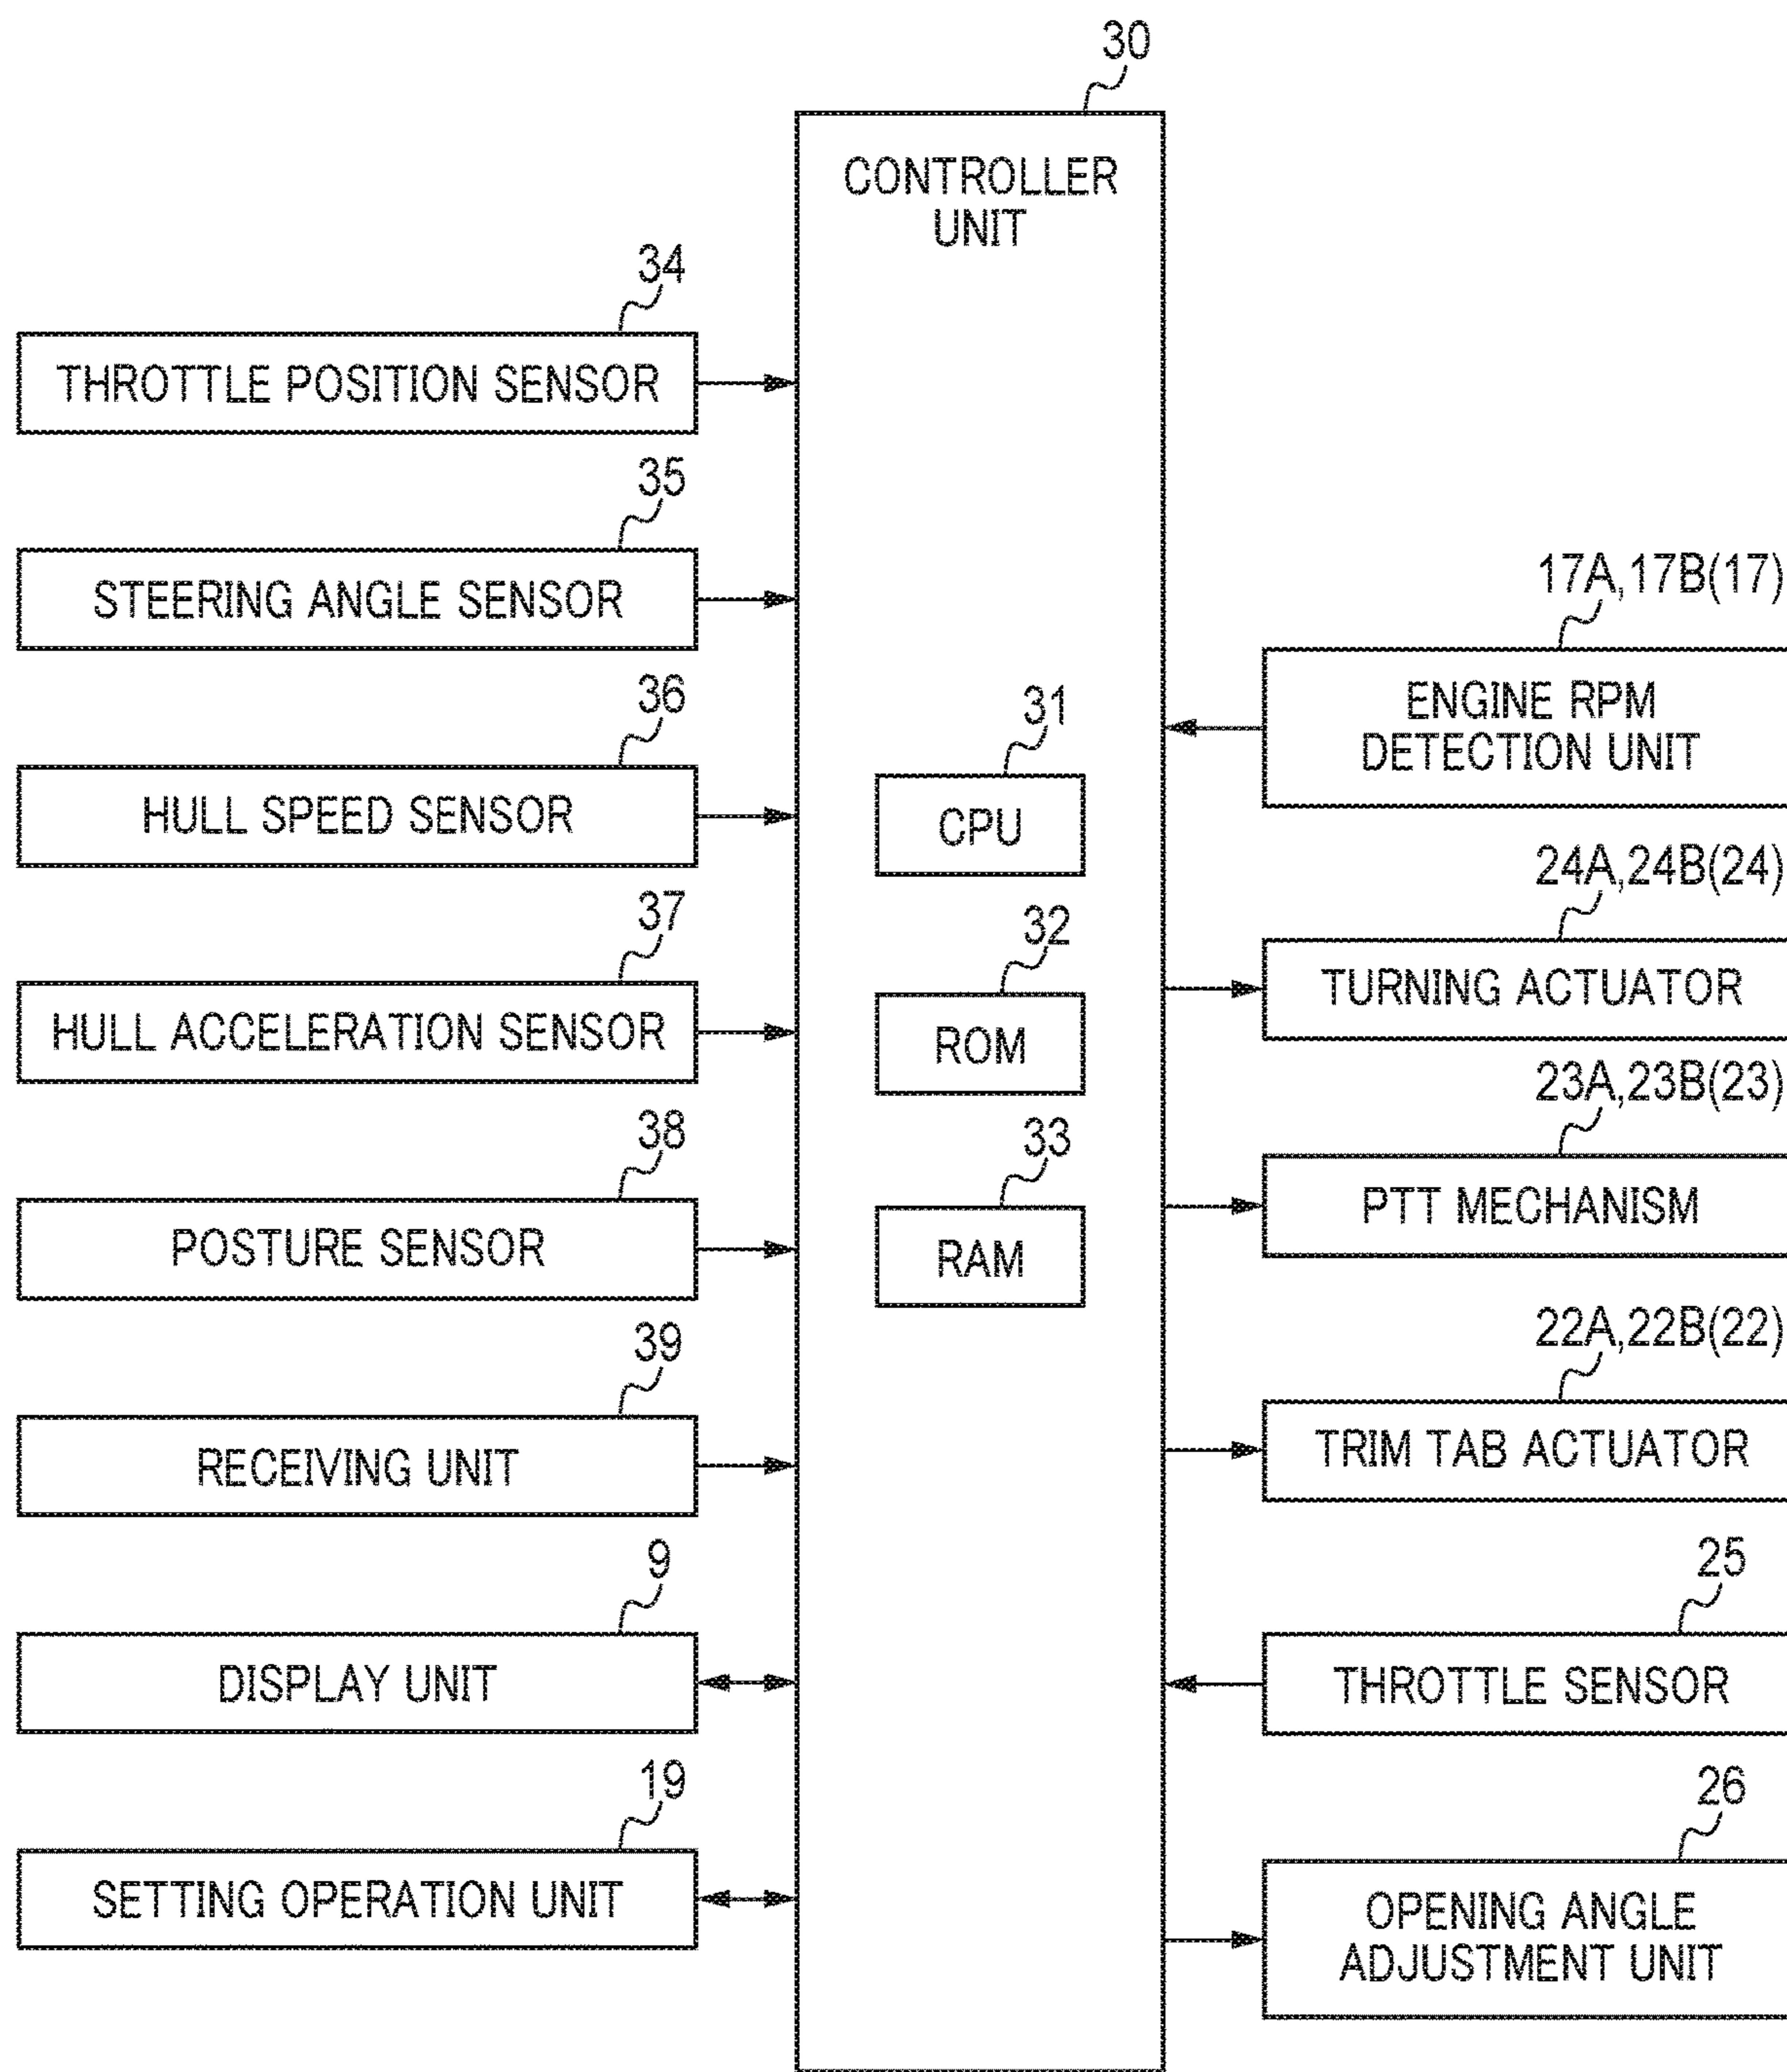 30
CONTROLLER
UNIT
34
THROTTLE POSITION SENSOR
35
STEERING ANGLE SENSOR
36
HULL SPEED SENSOR
37
HULL ACCELERATION SENSOR
38
POSTURE SENSOR
39
RECEIVING UNIT
9
DISPLAY UNIT
19
SETTING OPERATION UNIT
31
CPU
32
ROM
33
RAM
17A,17B(17)
ENGINE RPM
DETECTION UNIT
24A,24B(24)
TURNING ACTUATOR
23A,23B(23)
PTT MECHANISM
22A,22B(22)
TRIM TAB ACTUATOR
25
THROTTLE SENSOR
26
OPENING ANGLE
ADJUSTMENT UNIT